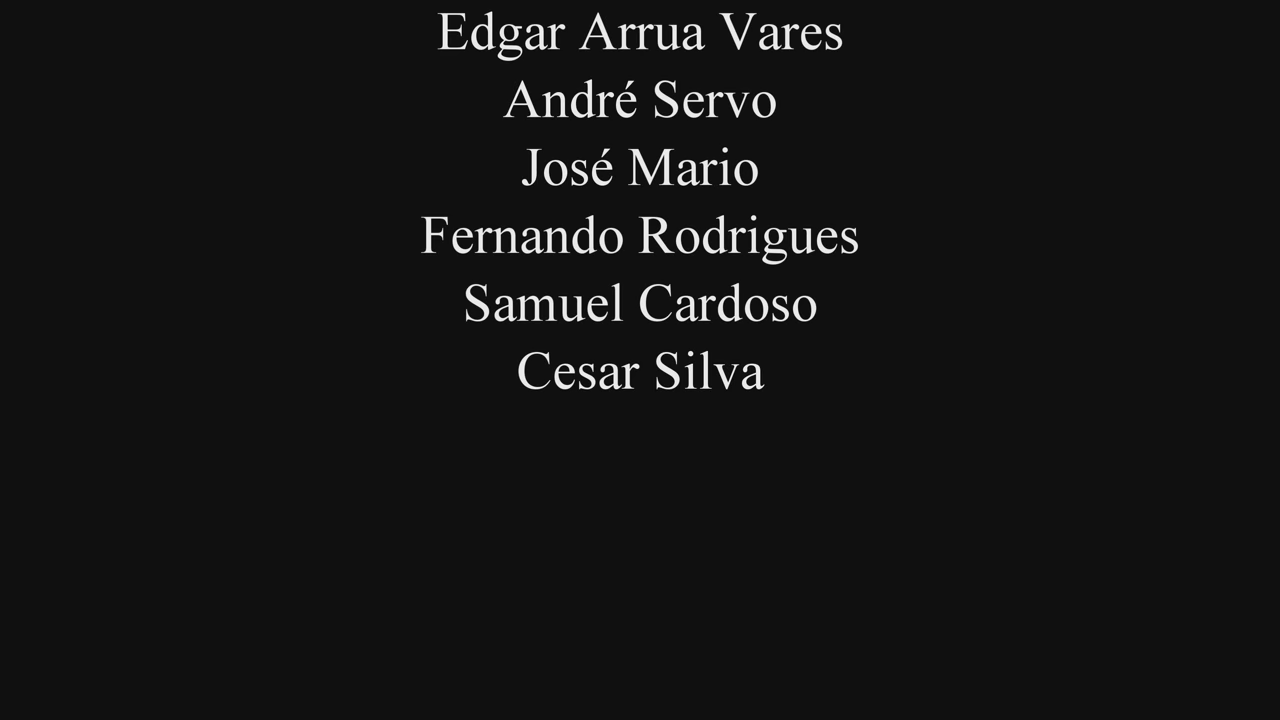 Edgar Arrua Vares
André Servo
José Mario
Fernando Rodrigues
Samuel Cardoso
Cesar Silva